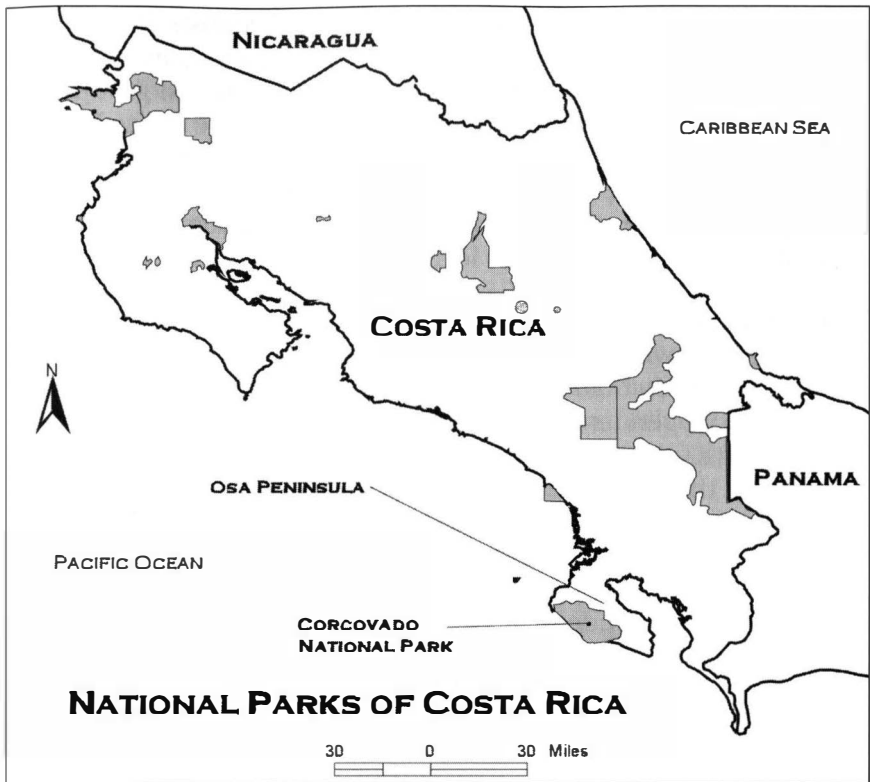 NICARAGUA
CARIBBEAN SEA
COSTA RICA
N
PANAMA
OSA PENINSULA
PACIFIC OCEAN
CORCOVADO
NATIONAL PARK
NATIONAL PARKS OF COSTA RICA
30 0 30 Miles